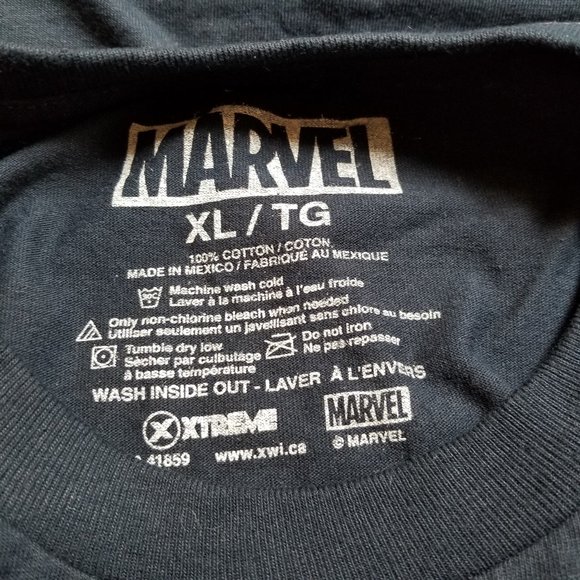 MARVEL
XL / TG
100% COTTON / COTON
MADE IN MEXICO / FABRIQUÉ AU MEXIQUE
30°C
Machine wash cold
Laver à la machine à l'eau froide
Only non-chlorine bleach when needed
Utiliser seulement un javellisant sans chlore au besoin
Tumble dry low
Sécher par culbutage
à basse température
Do not iron
Ne pas repasser
WASH INSIDE OUT - LAVER À L'ENVERS
X XTREME
41859
www.xwi.ca
MARVEL
© MARVEL